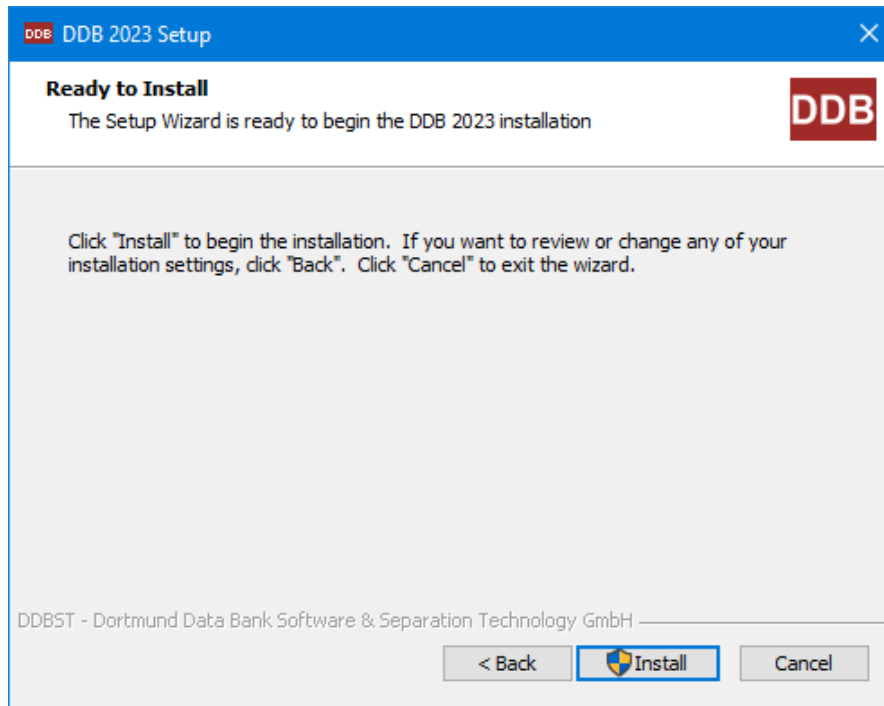 DDB DDB 2023 Setup
Ready to Install
The Setup Wizard is ready to begin the DDB 2023 installation
DDB
Click "Install" to begin the installation. If you want to review or change any of your
installation settings, click "Back". Click "Cancel" to exit the wizard.
DDBST - Dortmund Data Bank Software & Separation Technology GmbH
< Back Install Cancel